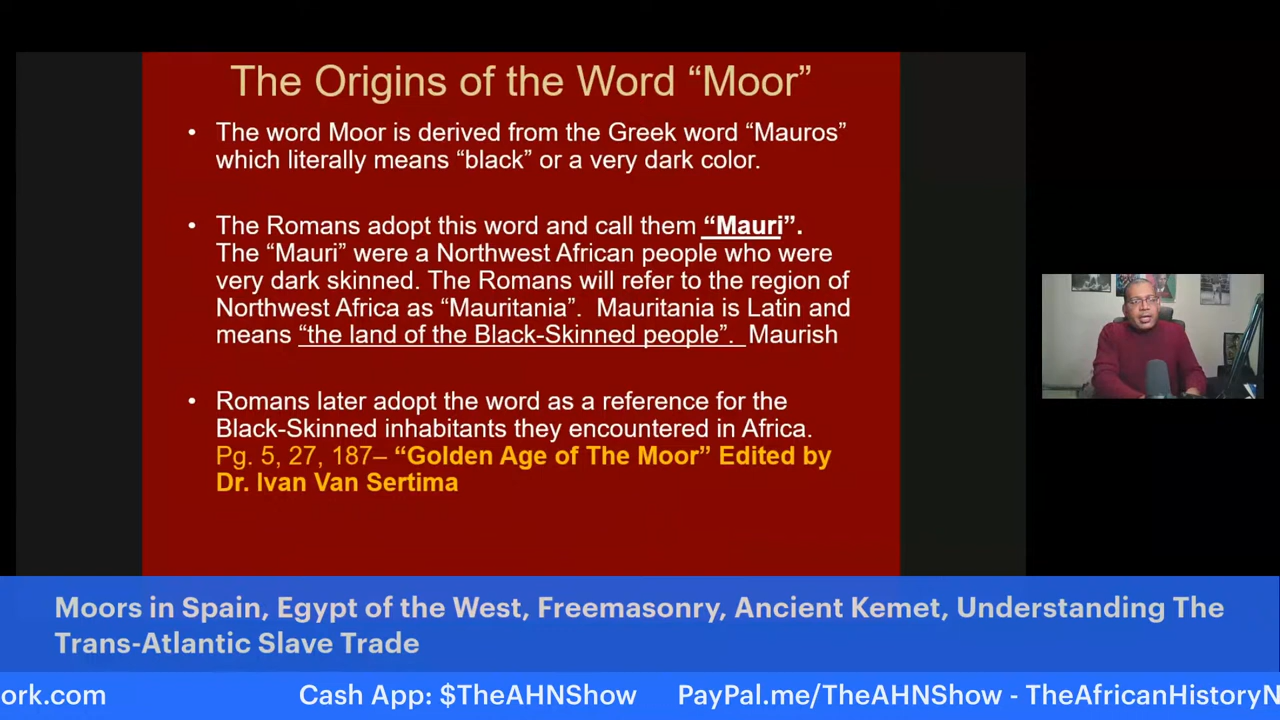 The Origins of the Word “Moor”
• The word Moor is derived from the Greek word “Mauros”
which literally means “black” or a very dark color.
• The Romans adopt this word and call them “Mauri”.
The “Mauri” were a Northwest African people who were
very dark skinned. The Romans will refer to the region of
Northwest Africa as “Mauritania”. Mauritania is Latin and
means “the land of the Black-Skinned people”. Maurish
• Romans later adopt the word as a reference for the
Black-Skinned inhabitants they encountered in Africa.
Pg. 5, 27, 187– “Golden Age of The Moor” Edited by
Dr. Ivan Van Sertima
Moors in Spain, Egypt of the West, Freemasonry, Ancient Kemet, Understanding The
Trans-Atlantic Slave Trade
ork.com Cash App: $TheAHNShow PayPal.me/TheAHNShow - TheAfricanHistoryN